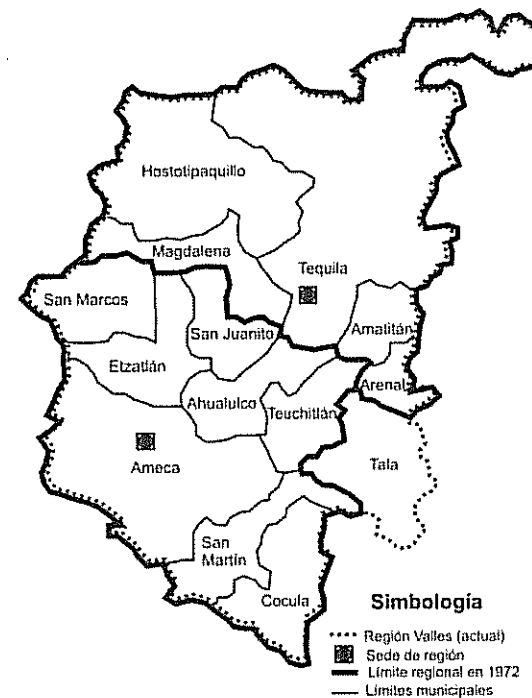 Hostotipaquillo
Magdalena
Tequila
San Marcos
San Juanito
Amatitán
Etzatlán
Arenal
Ahualulco
Teuchitlán
Ameca
Tala
San
Martín
Cocula
Simbología
Región Valles (actual)
Sede de región
Límite regional en 1972
Límites municipales